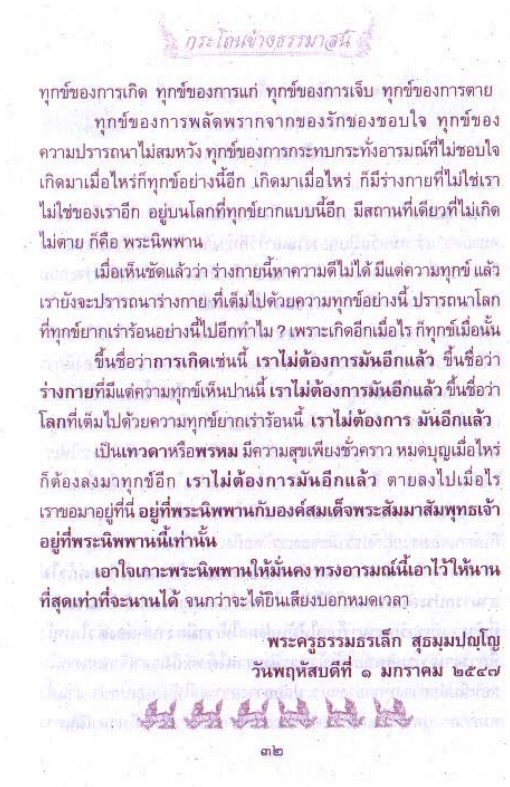 กระโถนข้างธรรมาสน์
ทุกข์ของการเกิด ทุกข์ของการแก่ ทุกข์ของการเจ็บ ทุกข์ของการตาย
ทุกข์ของการพลัดพรากจากของรักของชอบใจ ทุกข์ของ
ความปรารถนาไม่สมหวัง ทุกข์ของการกระทบกระทั่งอารมณ์ที่ไม่ชอบใจ
เกิดมาเมื่อไหร่ก็ทุกข์อย่างนี้อีก เกิดมาเมื่อไหร่ ก็มีร่างกายที่ไม่ใช่เรา
ไม่ใช่ของเราอีก อยู่บนโลกที่ทุกข์ยากแบบนี้อีก มีสถานที่เดียวที่ไม่เกิด
ไม่ตาย ก็คือ พระนิพพาน
เมื่อเห็นชัดแล้วว่า ร่างกายนี้หาความดีไม่ได้ มีแต่ความทุกข์ แล้ว
เรายังจะปรารถนาร่างกาย ที่เต็มไปด้วยความทุกข์อย่างนี้ ปรารถนาโลก
ที่ทุกข์ยากเร่าร้อนอย่างนี้ไปอีกทำไม ? เพราะเกิดอีกเมื่อไร ก็ทุกข์เมื่อนั้น
ขึ้นชื่อว่าการเกิดเช่นนี้ เราไม่ต้องการมันอีกแล้ว ขึ้นชื่อว่า
ร่างกายที่มีแต่ความทุกข์เห็นปานนี้ เราไม่ต้องการมันอีกแล้ว ขึ้นชื่อว่า
โลกที่เต็มไปด้วยความทุกข์ยากเร่าร้อนนี้ เราไม่ต้องการ มันอีกแล้ว
เป็นเทวดาหรือพรหม มีความสุขเพียงชั่วคราว หมดบุญเมื่อไหร่
ก็ต้องลงมาทุกข์อีก เราไม่ต้องการมันอีกแล้ว ตายลงไปเมื่อไร
เราขอมาอยู่ที่นี่ อยู่ที่พระนิพพานกับองค์สมเด็จพระสัมมาสัมพุทธเจ้า
อยู่ที่พระนิพพานนี้เท่านั้น
เอาใจเกาะพระนิพพานให้มั่นคง ทรงอารมณ์นี้เอาไว้ให้นาน
ที่สุดเท่าที่จะนานได้ จนกว่าจะได้ยินเสียงบอกหมดเวลา
พระครูธรรมธรเล็ก สุธมฺมปญฺโญ
วันพฤหัสบดีที่ ๑ มกราคม ๒๕๔๗
๓๒